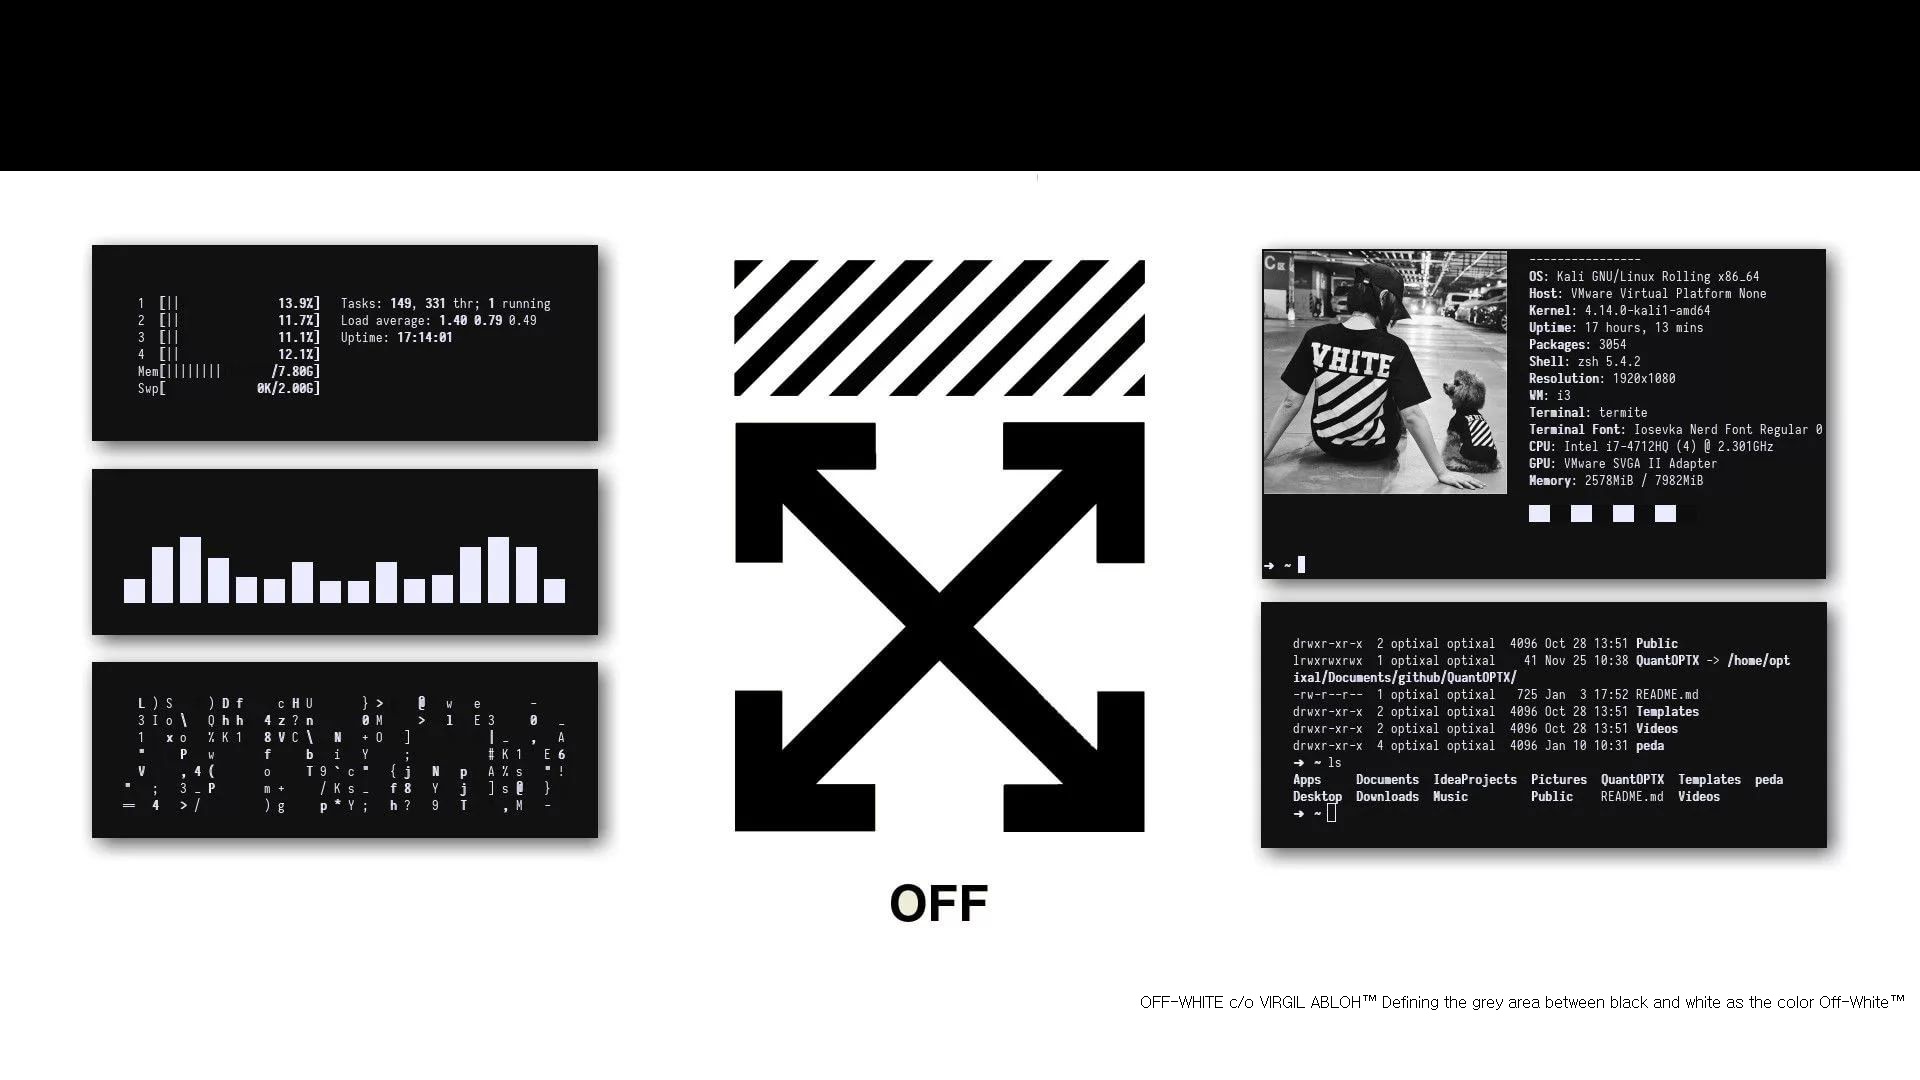 1 [|| 13.9%] Tasks: 149, 331 thr; 1 running
2 [|| 11.7%] Load average: 1.40 0.79 0.49
3 [|| 11.1%] Uptime: 17:14:01
4 [|| 12.1%]
Mem[|||||||| /7.80G]
Swp[ 0K/2.00G]
L ) S ) D f c H U } > @ w e -
3 I o \ Q h h 4 z ? n 0 M > l E 3 0 _
1 x o % K 1 8 V C \ N + O ] | _ , A
" P w f b i Y ; # K 1 E 6
V , 4 ( o T 9 ` c " { j N p A % s " !
" ; 3 _ P m + / K s _ f 8 Y j ] s @ }
= 4 > / ) g p * Y ; h ? 9 T , M -
OFF
WHITE
----------------
OS: Kali GNU/Linux Rolling x86_64
Host: VMware Virtual Platform None
Kernel: 4.14.0-kali1-amd64
Uptime: 17 hours, 13 mins
Packages: 3054
Shell: zsh 5.4.2
Resolution: 1920x1080
WM: i3
Terminal: termite
Terminal Font: Iosevka Nerd Font Regular 0
CPU: Intel i7-4712HQ (4) @ 2.301GHz
GPU: VMware SVGA II Adapter
Memory: 2578MiB / 7982MiB
➜ ~
drwxr-xr-x 2 optixal optixal 4096 Oct 28 13:51 Public
lrwxrwxrwx 1 optixal optixal 41 Nov 25 10:38 QuantOPTX -> /home/opt
ixal/Documents/github/QuantOPTX/
-rw-r--r-- 1 optixal optixal 725 Jan 3 17:52 README.md
drwxr-xr-x 2 optixal optixal 4096 Oct 28 13:51 Templates
drwxr-xr-x 2 optixal optixal 4096 Oct 28 13:51 Videos
drwxr-xr-x 4 optixal optixal 4096 Jan 10 10:31 peda
➜ ~ ls
Apps Documents IdeaProjects Pictures QuantOPTX Templates peda
Desktop Downloads Music Public README.md Videos
➜ ~
OFF-WHITE c/o VIRGIL ABLOH™ Defining the grey area between black and white as the color Off-White™